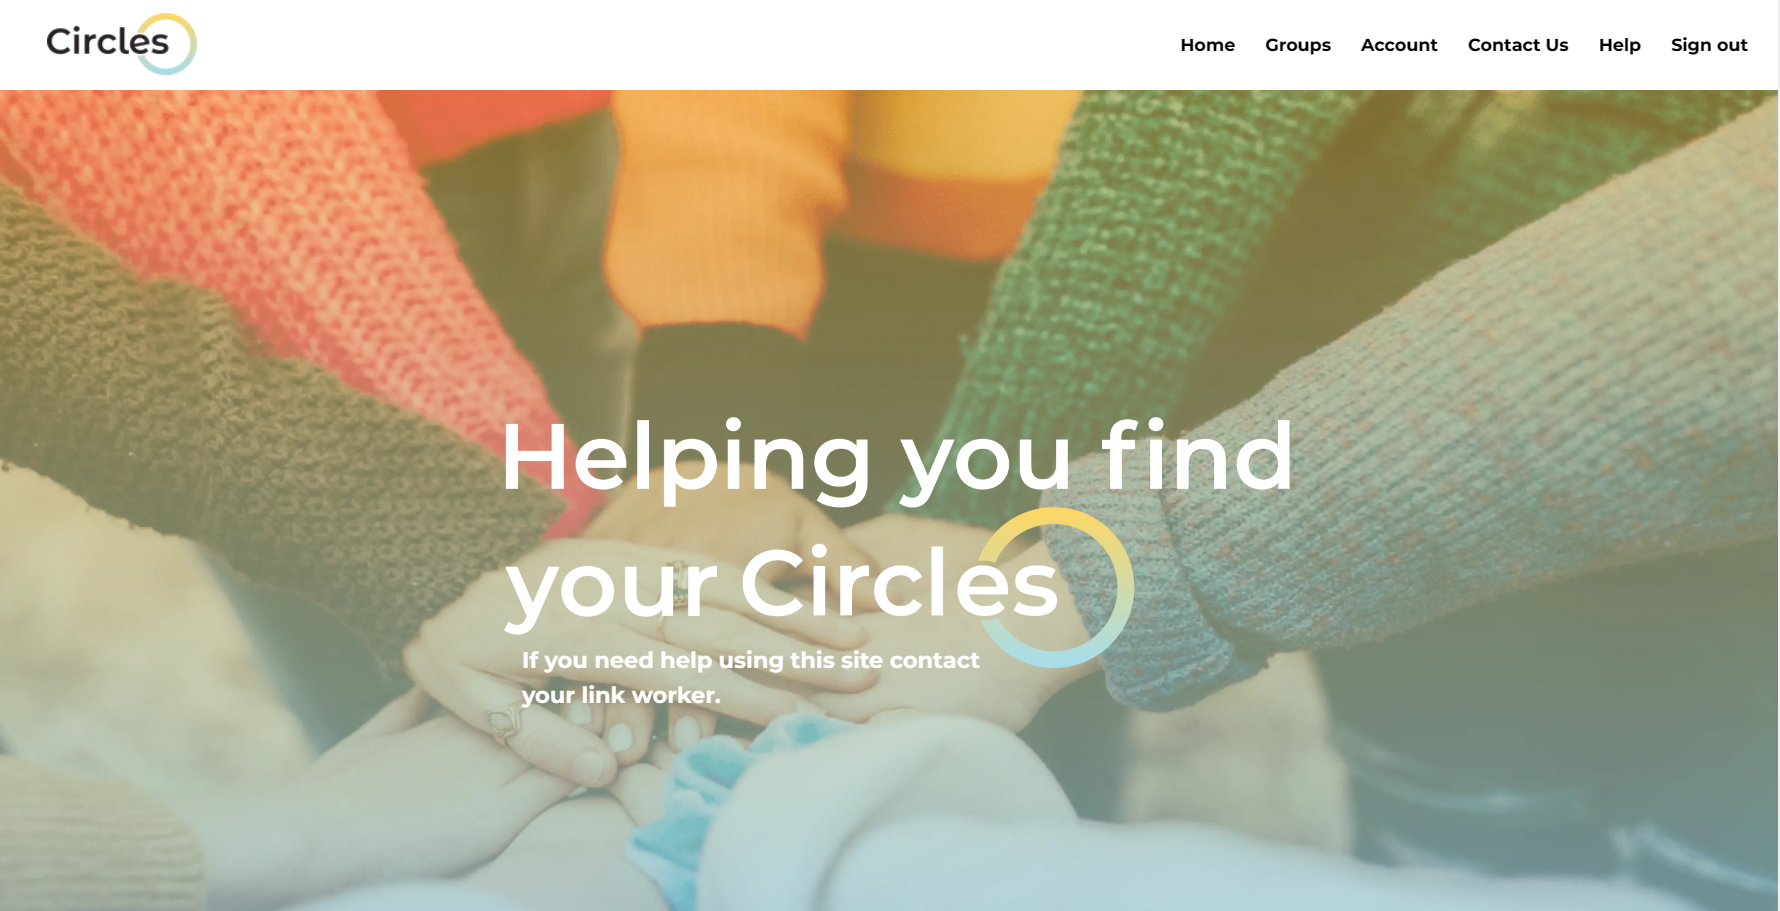 Circles
Home Groups Account Contact Us Help Sign out
Helping you find
your Circles
If you need help using this site contact
your link worker.